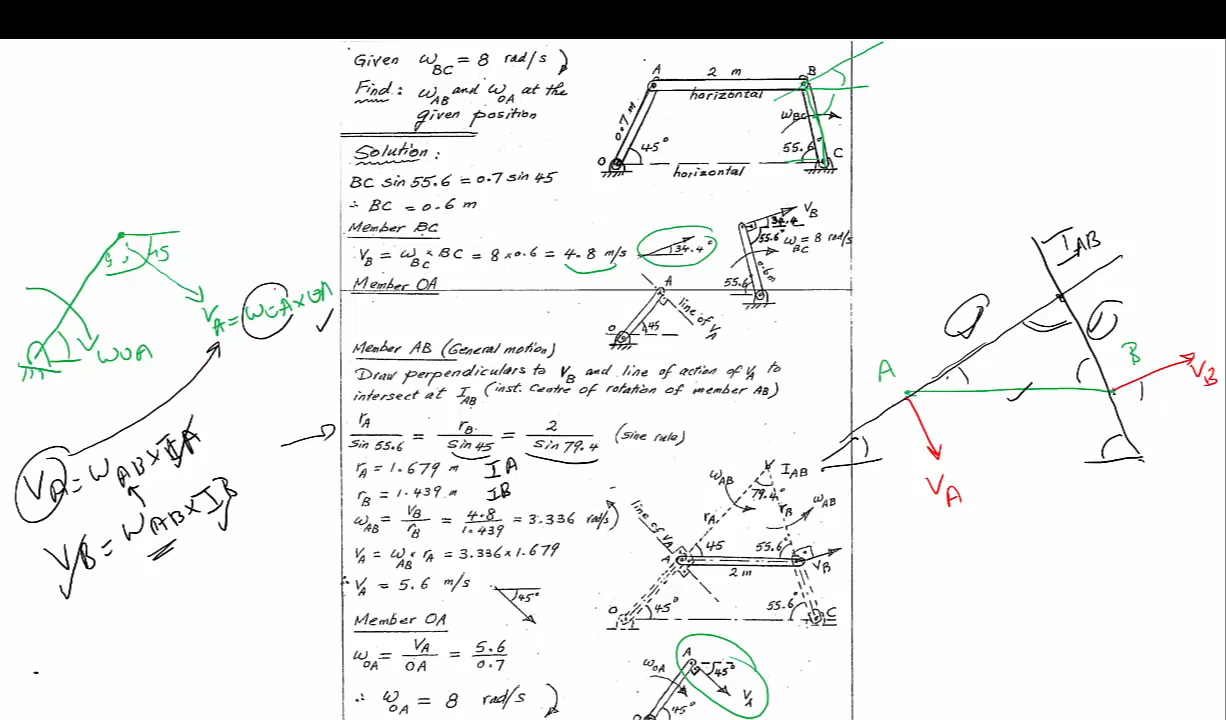 Given ω_BC = 8 rad/s
Find: ω_AB and ω_OA at the
given position
Solution:
BC sin 55.6 = 0.7 sin 45
∴ BC = 0.6 m
Member BC
V_B = ω_BC × BC = 8 × 0.6 = 4.8 m/s
34.4°
Member OA
Member AB (General motion)
Draw perpendiculars to V_B and line of action of V_A to
intersect at I_AB (inst. centre of rotation of member AB)
r_A / sin 55.6 = r_B / sin 45 = 2 / sin 79.4 (sine rule)
r_A = 1.679 m IA
r_B = 1.439 m IB
ω_AB = V_B / r_B = 4.8 / 1.439 = 3.336 rad/s
V_A = ω_AB × r_A = 3.336 × 1.679
∴ V_A = 5.6 m/s
45°
Member OA
ω_OA = V_A / OA = 5.6 / 0.7
∴ ω_OA = 8 rad/s
A
2 m
B
horizontal
0.7 m
ω_BC
O
45°
55.6°
C
horizontal
V_B
34.4
55.6°
ω_BC = 8 rad/s
0.6m
55.6
A
line of V_A
O
45
ω_AB
I_AB
79.4°
ω_AB
r_A
r_B
line of V_A
A
45
55.6
V_B
2 m
O
45°
55.6°
C
A
ω_OA
45°
V_A
45°
45
V_A = ωOA × OA
ωOA
V_A = ω_AB × IA
V_B = ω_AB × IB
I_AB
A
B
V_B
V_A